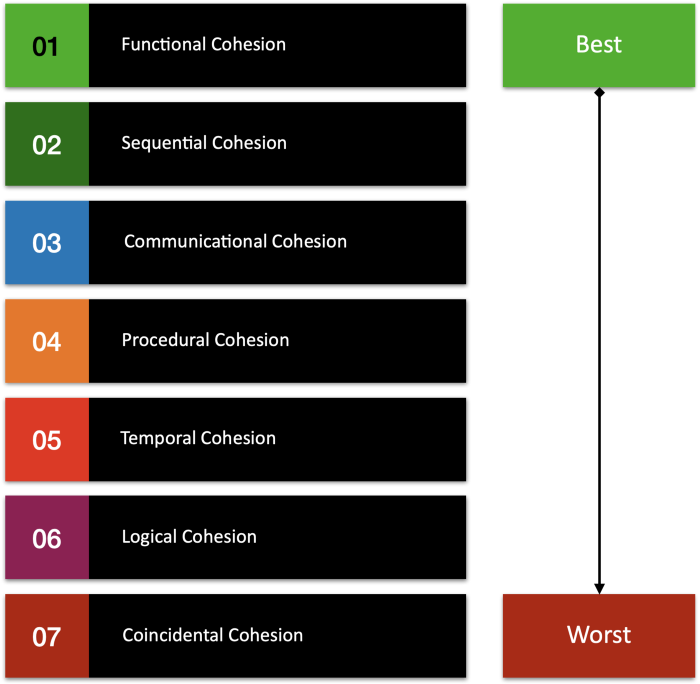 01 Functional Cohesion
Best
02 Sequential Cohesion
03 Communicational Cohesion
04 Procedural Cohesion
05 Temporal Cohesion
06 Logical Cohesion
07 Coincidental Cohesion
Worst